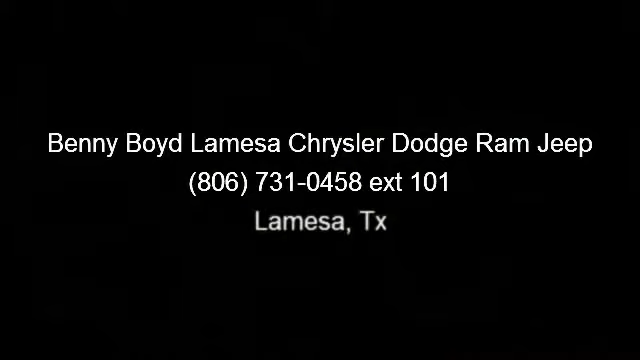 Benny Boyd Lamesa Chrysler Dodge Ram Jeep
(806) 731-0458 ext 101
Lamesa, Tx